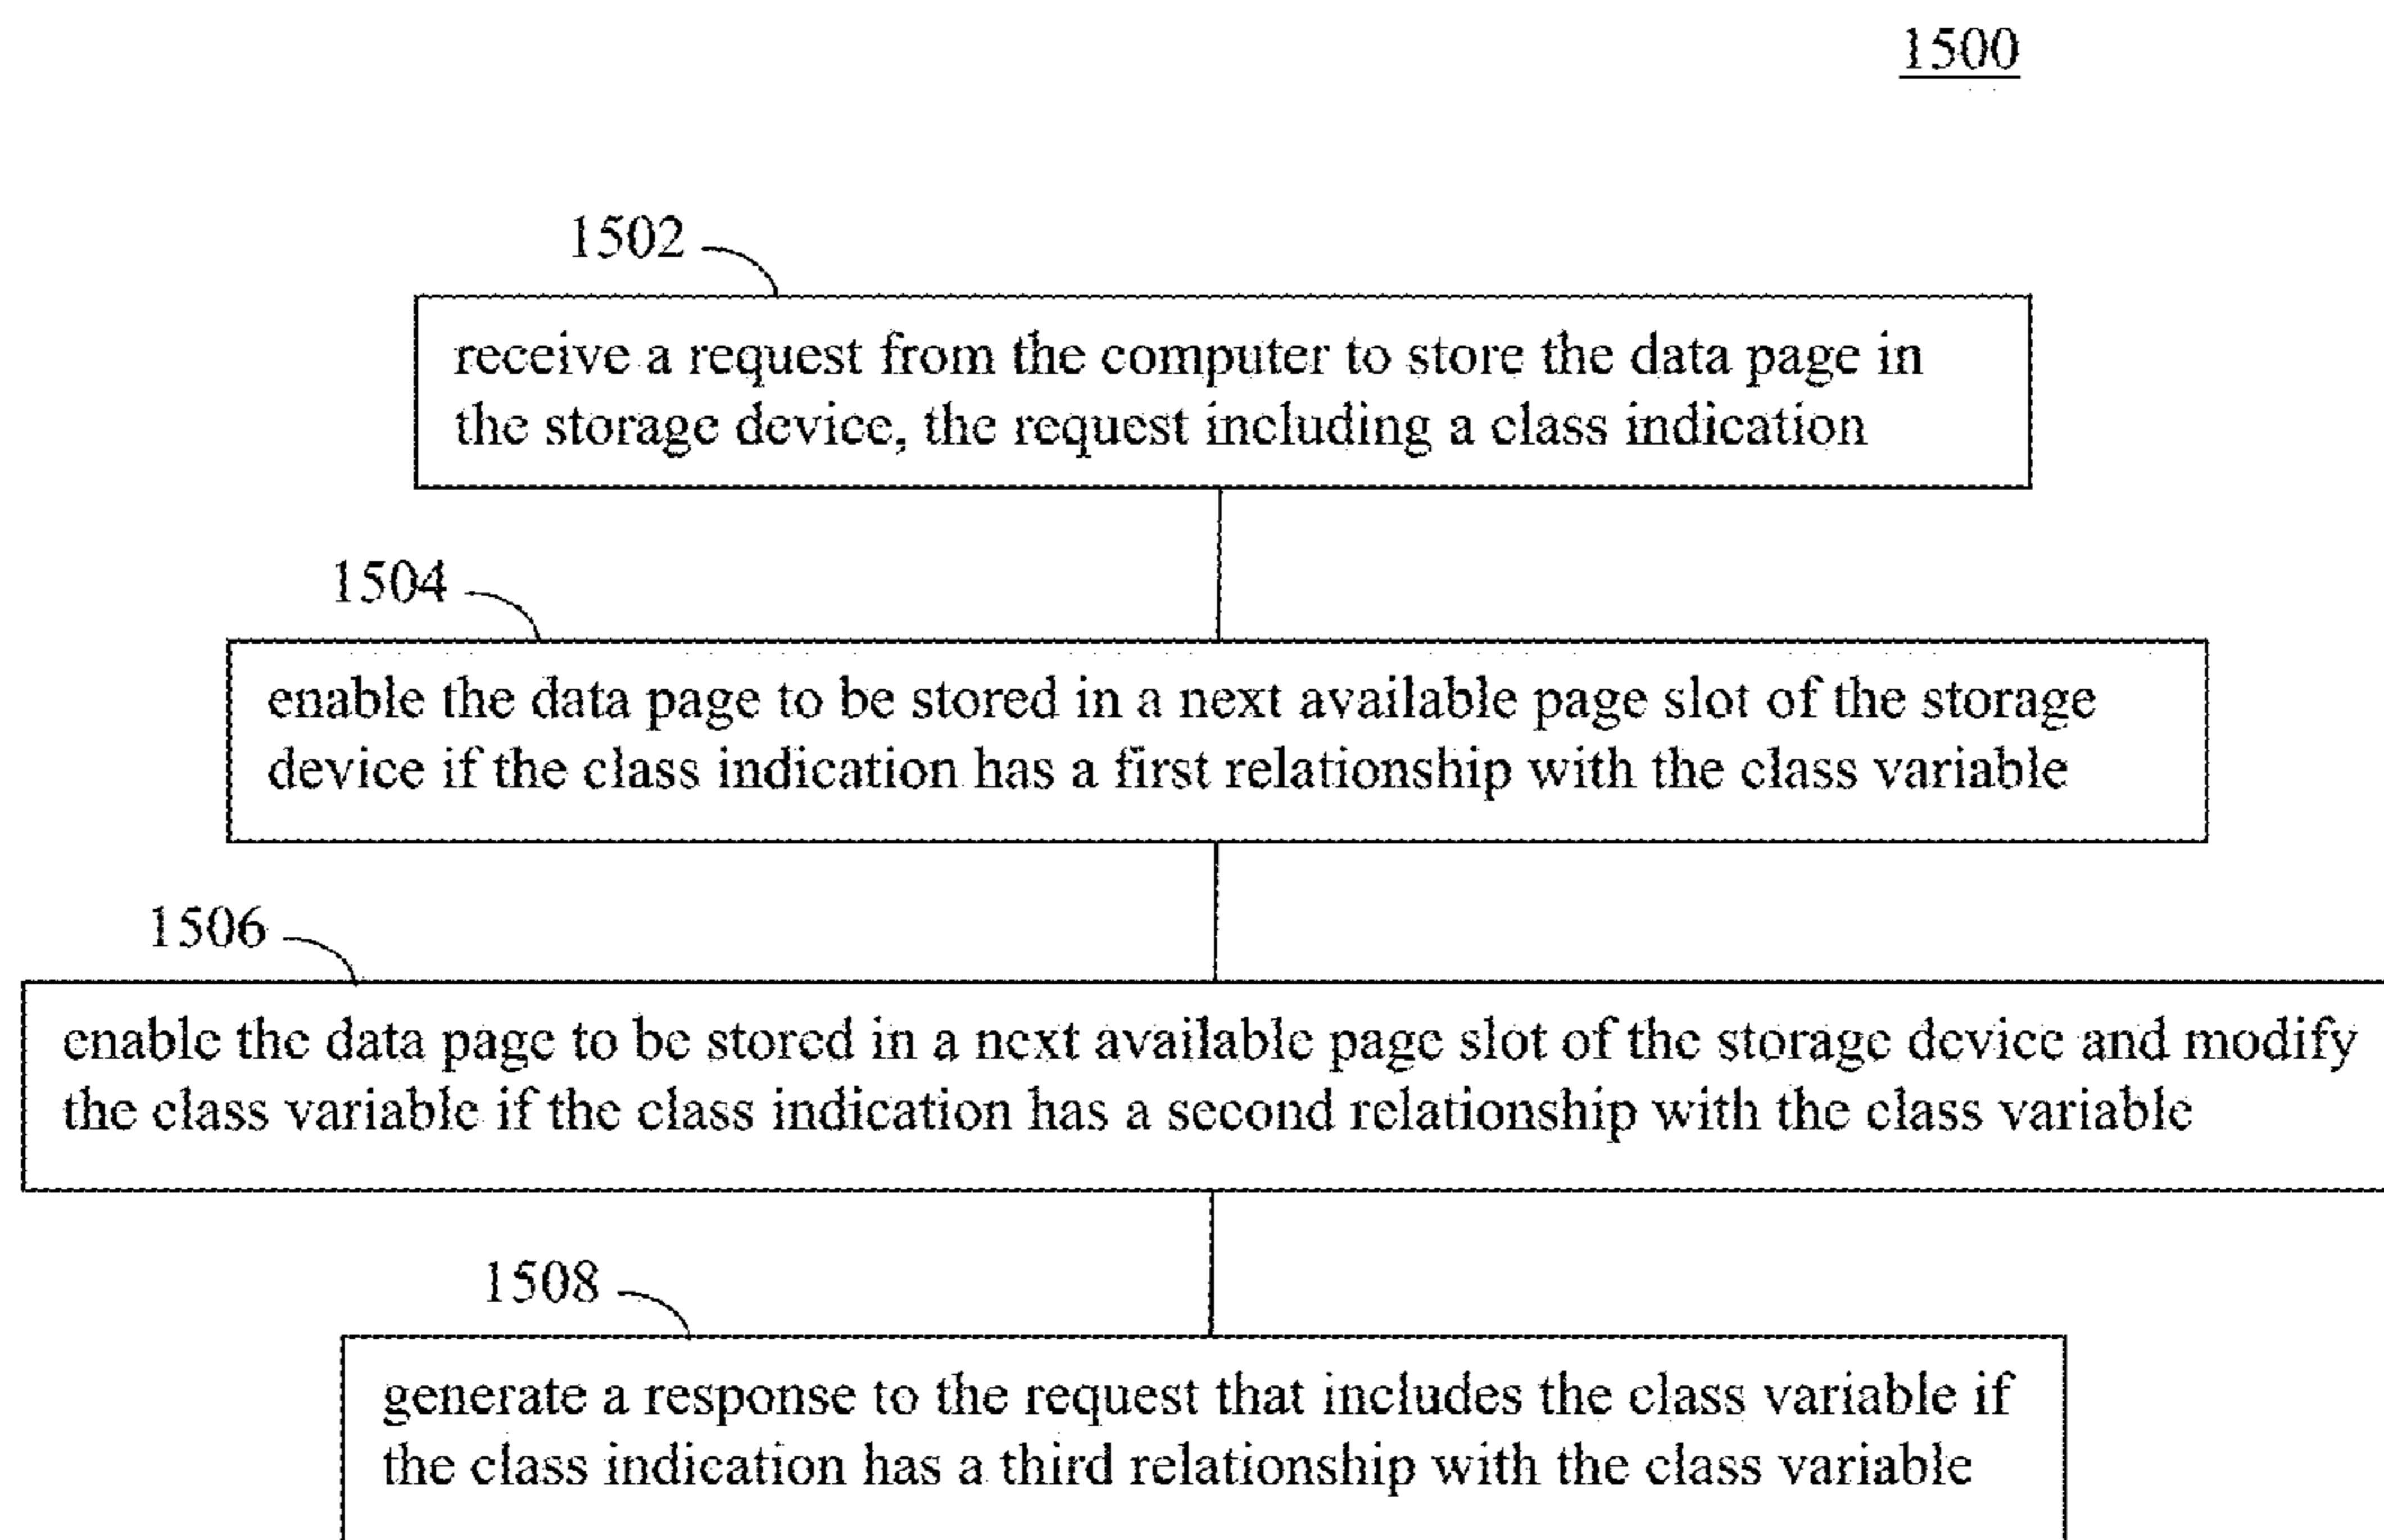 1500
1502
receive a request from the computer to store the data page in
the storage device, the request including a class indication
1504
enable the data page to be stored in a next available page slot of the storage
device if the class indication has a first relationship with the class variable
1506
enable the data page to be stored in a next available page slot of the storage device and modify
the class variable if the class indication has a second relationship with the class variable
1508
generate a response to the request that includes the class variable if
the class indication has a third relationship with the class variable